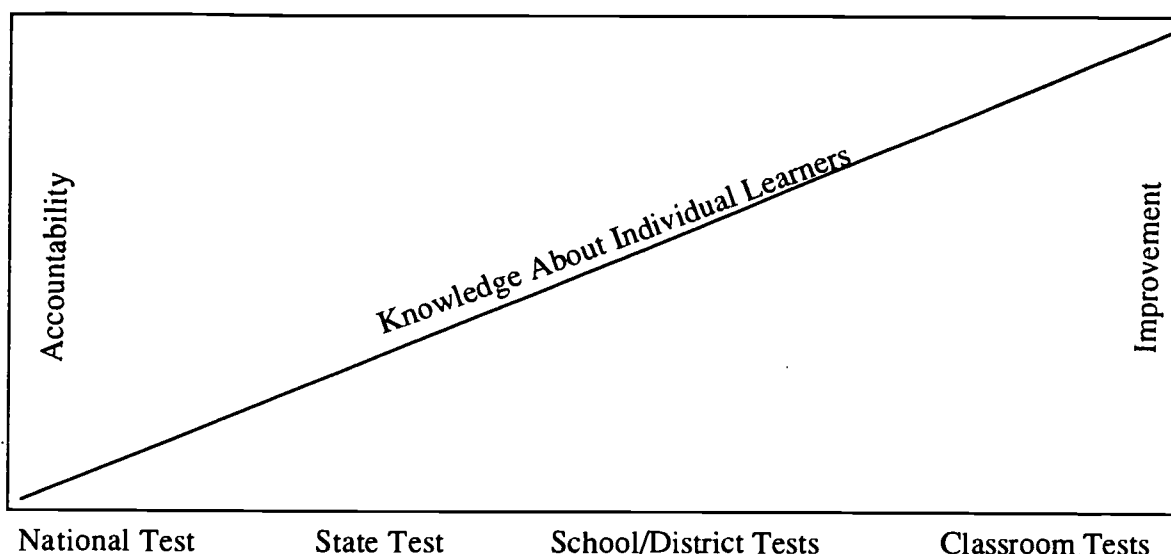 Accountability
Knowledge About Individual Learners
Improvement
National Test State Test School/District Tests Classroom Tests